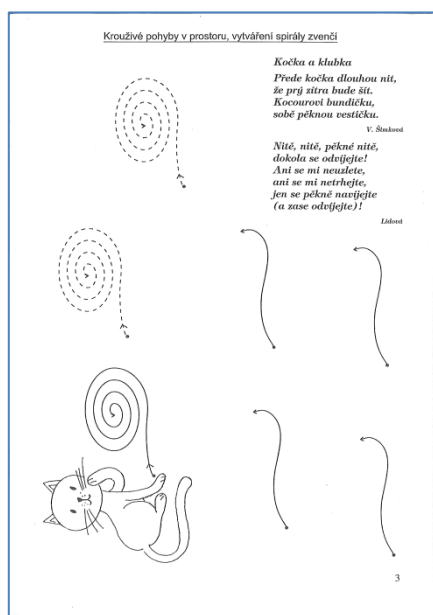 Krouživé pohyby v prostoru, vytváření spirály zvenčí
Kočka a klubka
Přede kočka dlouhou nit,
že prý zítra bude šít.
Kocourovi bundičku,
sobě pěknou vestičku.
V. Šimková
Nitě, nitě, pěkné nitě,
dokola se odvíjejte!
Ani se mi neuzlete,
ani se mi netrhejte,
jen se pěkně navíjejte
(a zase odvíjejte)!
Lidová
3